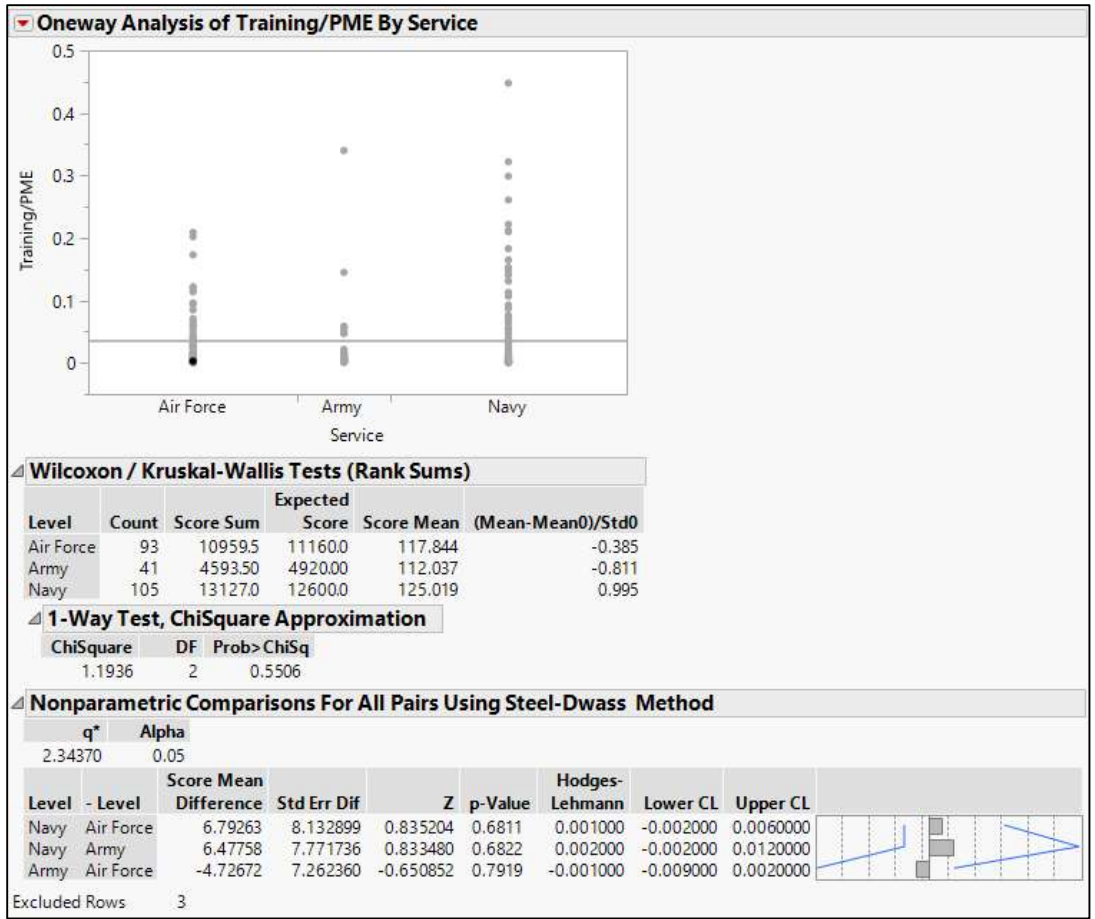 Oneway Analysis of Training/PME By Service
0.5
0.4
0.3
0.2
0.1
0
Training/PME
Air Force Army Navy
Service
Wilcoxon / Kruskal-Wallis Tests (Rank Sums)
Expected
Level Count Score Sum Score Score Mean (Mean-Mean0)/Std0
Air Force 93 10959.5 11160.0 117.844 -0.385
Army 41 4593.50 4920.00 112.037 -0.811
Navy 105 13127.0 12600.0 125.019 0.995
1-Way Test, ChiSquare Approximation
ChiSquare DF Prob>ChiSq
1.1936 2 0.5506
Nonparametric Comparisons For All Pairs Using Steel-Dwass Method
q* Alpha
2.34370 0.05
Score Mean Hodges-
Level - Level Difference Std Err Dif Z p-Value Lehmann Lower CL Upper CL
Navy Air Force 6.79263 8.132899 0.835204 0.6811 0.001000 -0.002000 0.0060000
Navy Army 6.47758 7.771736 0.833480 0.6822 0.002000 -0.002000 0.0120000
Army Air Force -4.72672 7.262360 -0.650852 0.7919 -0.001000 -0.009000 0.0020000
Excluded Rows 3